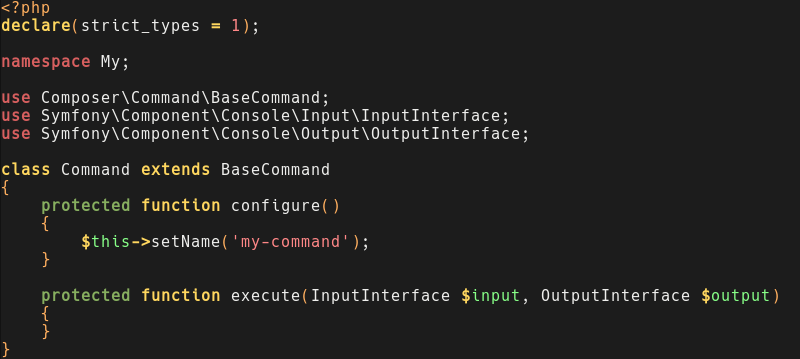 <?php
declare(strict_types = 1);

namespace My;

use Composer\Command\BaseCommand;
use Symfony\Component\Console\Input\InputInterface;
use Symfony\Component\Console\Output\OutputInterface;

class Command extends BaseCommand
{
    protected function configure()
    {
        $this->setName('my-command');
    }

    protected function execute(InputInterface $input, OutputInterface $output)
    {
    }
}